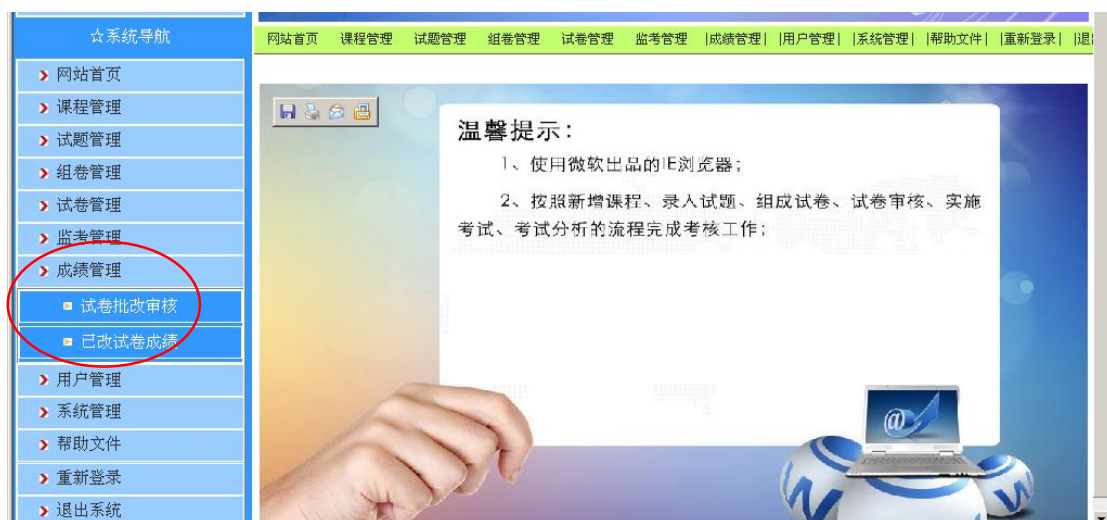 ☆系统导航
网站首页 课程管理 试题管理 组卷管理 试卷管理 监考管理 |成绩管理| |用户管理| |系统管理| |帮助文件| |重新登录| |退
网站首页
课程管理
试题管理
组卷管理
试卷管理
监考管理
成绩管理
试卷批改审核
已改试卷成绩
用户管理
系统管理
帮助文件
重新登录
退出系统
温馨提示：
1、使用微软出品的IE浏览器；
2、按照新增课程、录入试题、组成试卷、试卷审核、实施
考试、考试分析的流程完成考核工作；
@